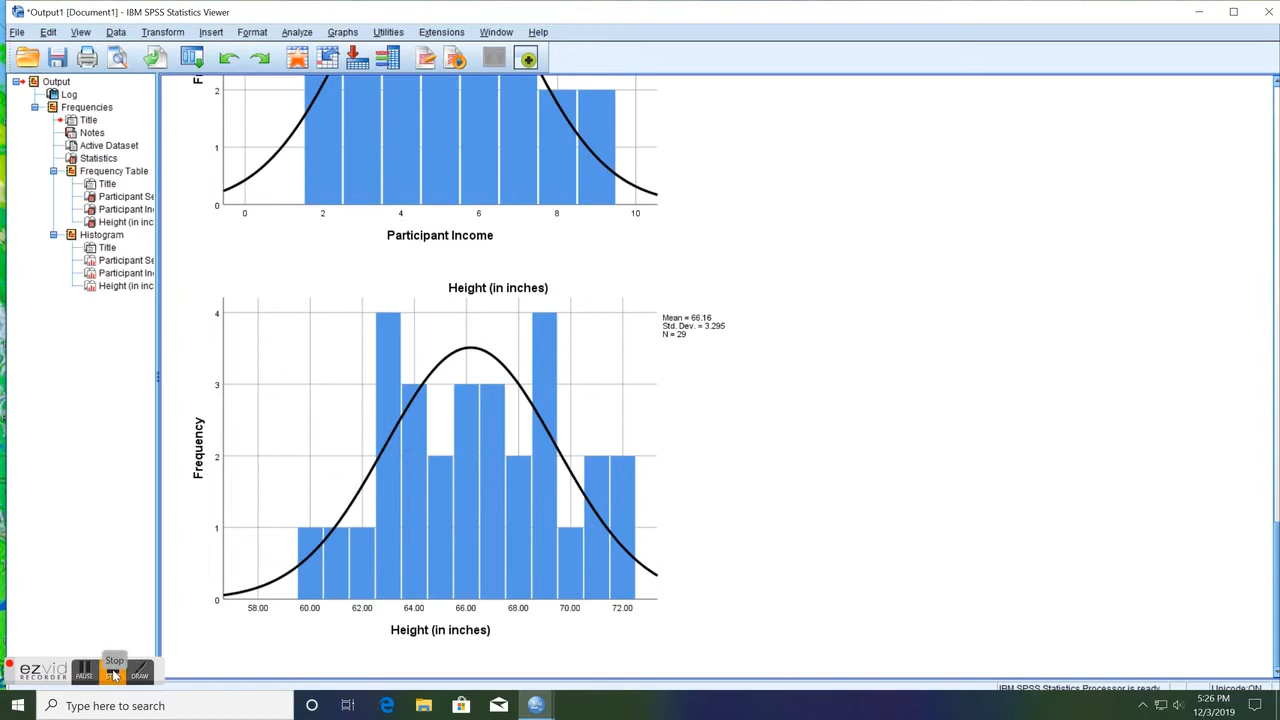 *Output1 [Document1] - IBM SPSS Statistics Viewer
File Edit View Data Transform Insert Format Analyze Graphs Utilities Extensions Window Help
Output
Log
Frequencies
Title
Notes
Active Dataset
Statistics
Frequency Table
Title
Participant Se
Participant In
Height (in inc
Histogram
Title
Participant Se
Participant In
Height (in inc
2
1
0
0 2 4 6 8 10
Participant Income
Height (in inches)
Mean = 66.16
Std. Dev. = 3.295
N = 29
Frequency
4
3
2
1
0
58.00 60.00 62.00 64.00 66.00 68.00 70.00 72.00
Height (in inches)
Stop
ezvid
RECORDER
PAUSE
DRAW
IBM SPSS Statistics Processor is ready
Unicode:ON
Type here to search
5:26 PM
12/3/2019